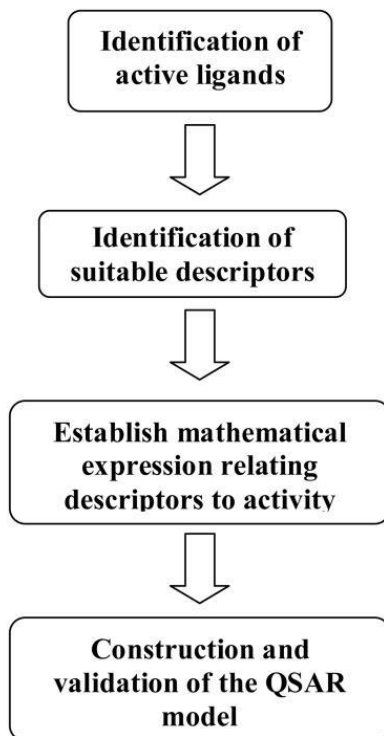 Identification of
active ligands
Identification of
suitable descriptors
Establish mathematical
expression relating
descriptors to activity
Construction and
validation of the QSAR
model